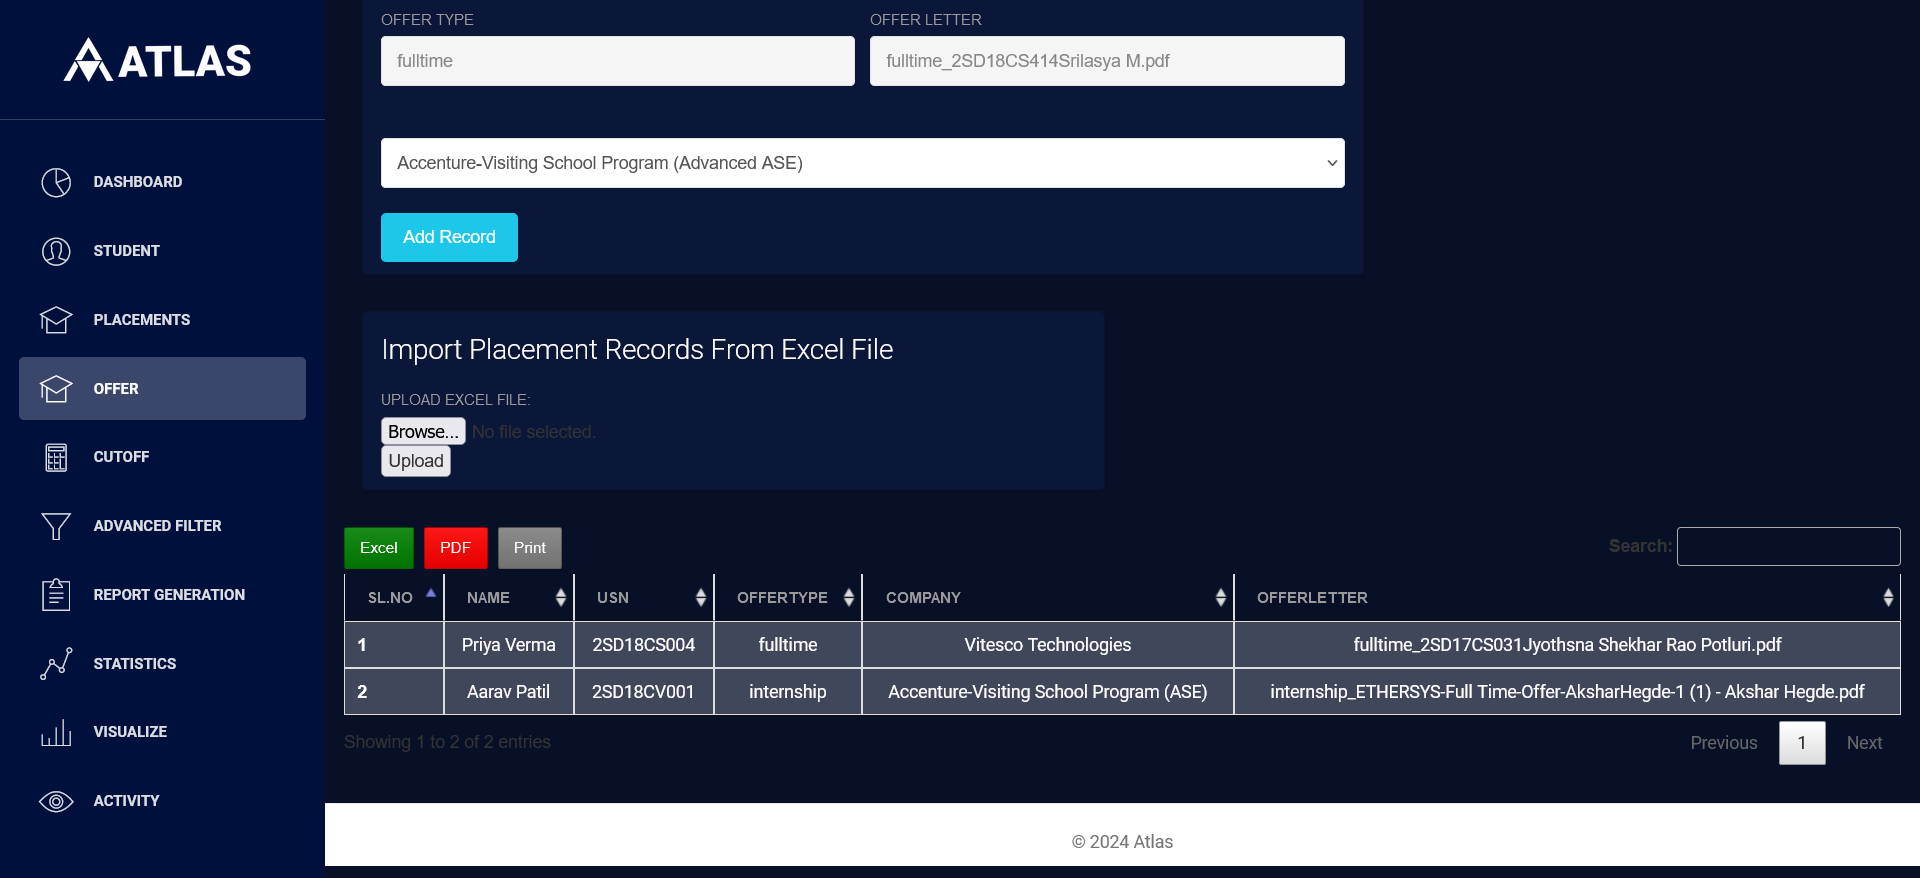 ATLAS
DASHBOARD
STUDENT
PLACEMENTS
OFFER
CUTOFF
ADVANCED FILTER
REPORT GENERATION
STATISTICS
VISUALIZE
ACTIVITY
OFFER TYPE OFFER LETTER
fulltime fulltime_2SD18CS414Srilasya M.pdf
Accenture-Visiting School Program (Advanced ASE)
Add Record
Import Placement Records From Excel File
UPLOAD EXCEL FILE:
Browse... No file selected.
Upload
Excel PDF Print Search:
SL.NO NAME USN OFFERTYPE COMPANY OFFERLETTER
1 Priya Verma 2SD18CS004 fulltime Vitesco Technologies fulltime_2SD17CS031Jyothsna Shekhar Rao Potluri.pdf
2 Aarav Patil 2SD18CV001 internship Accenture-Visiting School Program (ASE) internship_ETHERSYS-Full Time-Offer-AksharHegde-1 (1) - Akshar Hegde.pdf
Showing 1 to 2 of 2 entries Previous 1 Next
© 2024 Atlas